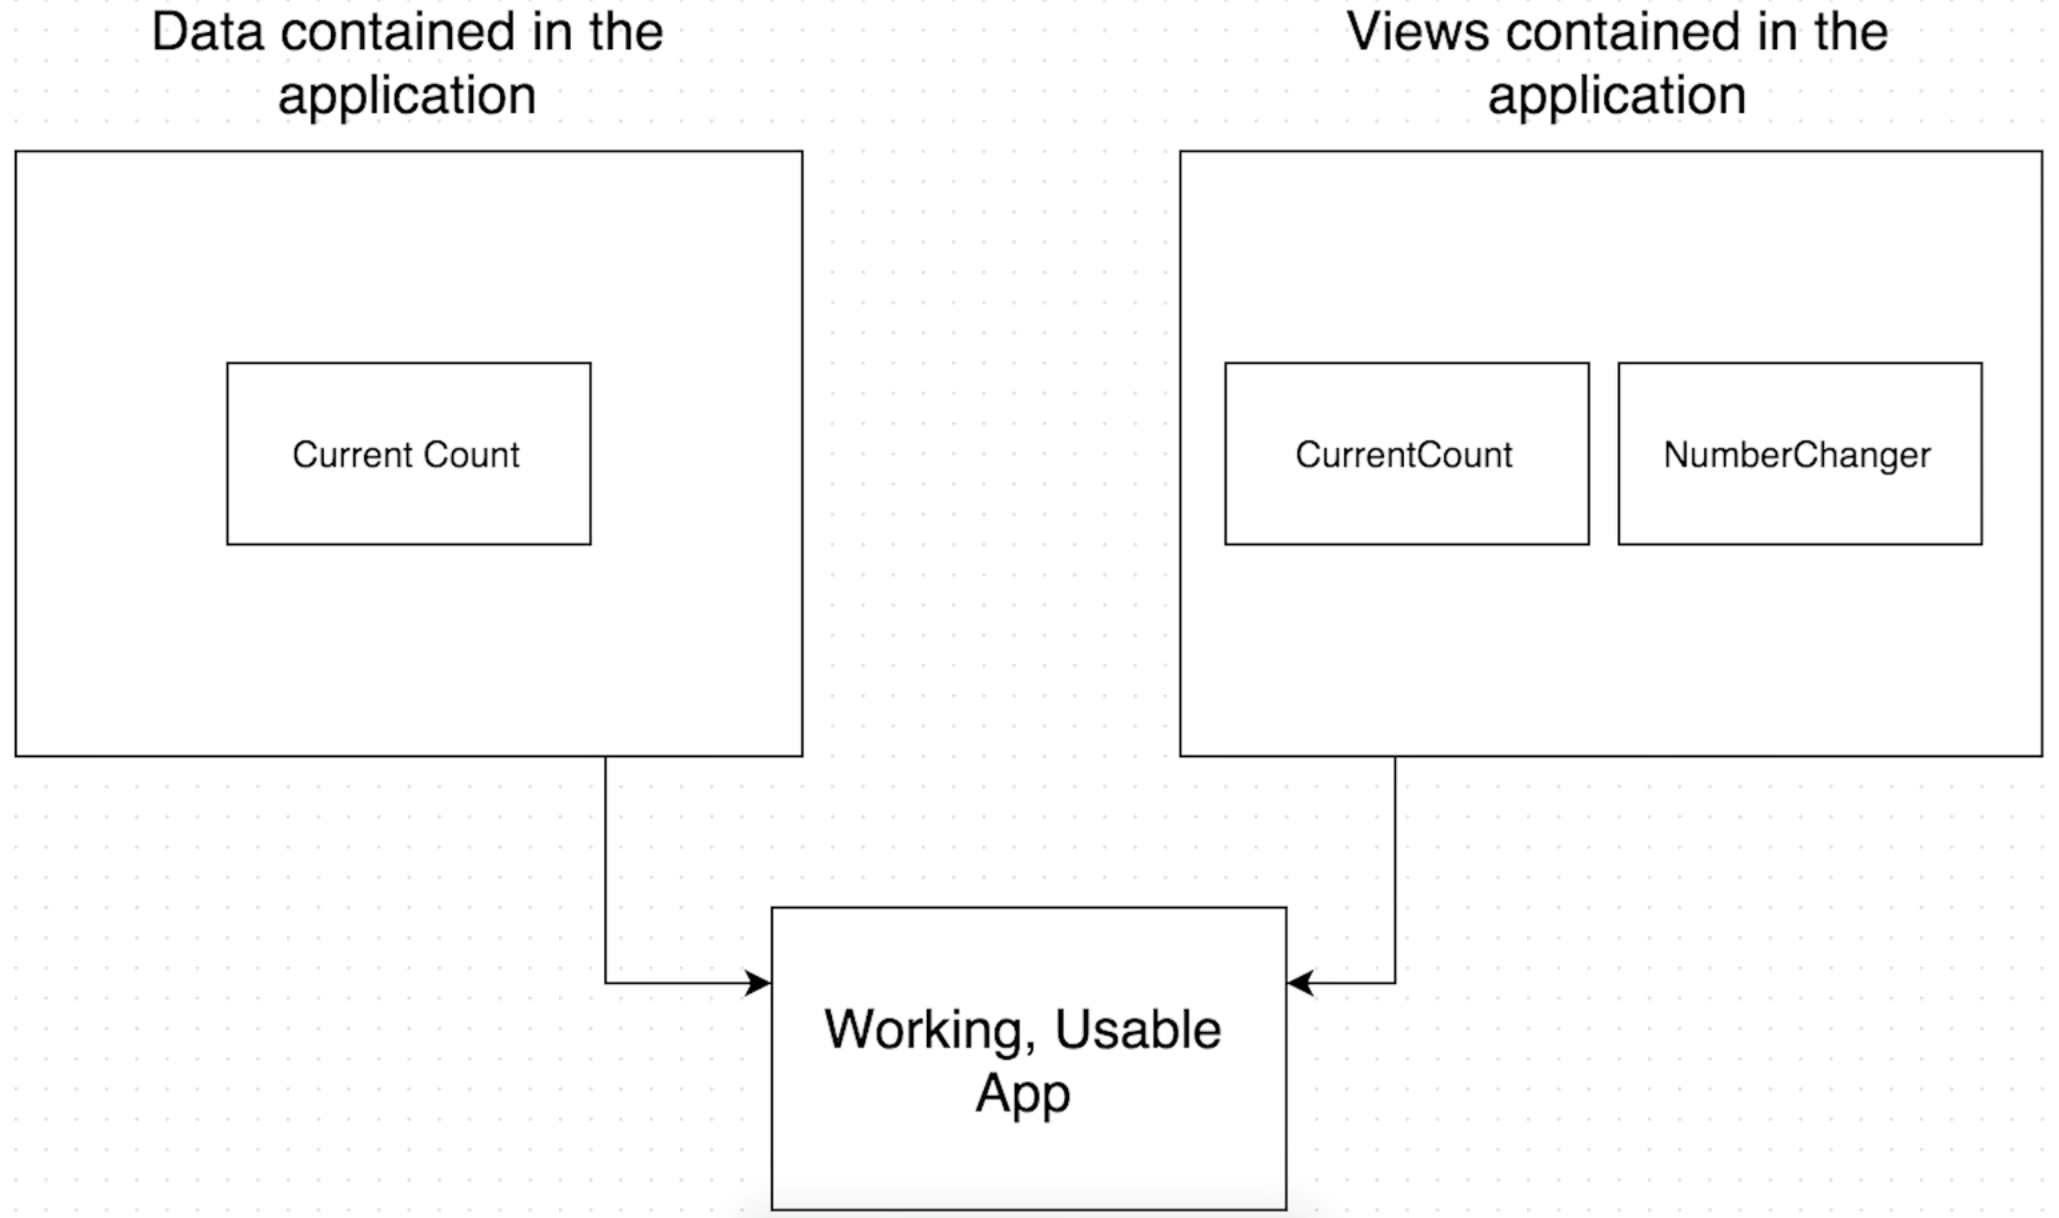 Data contained in the
application
Views contained in the
application
Current Count
CurrentCount
NumberChanger
Working, Usable
App